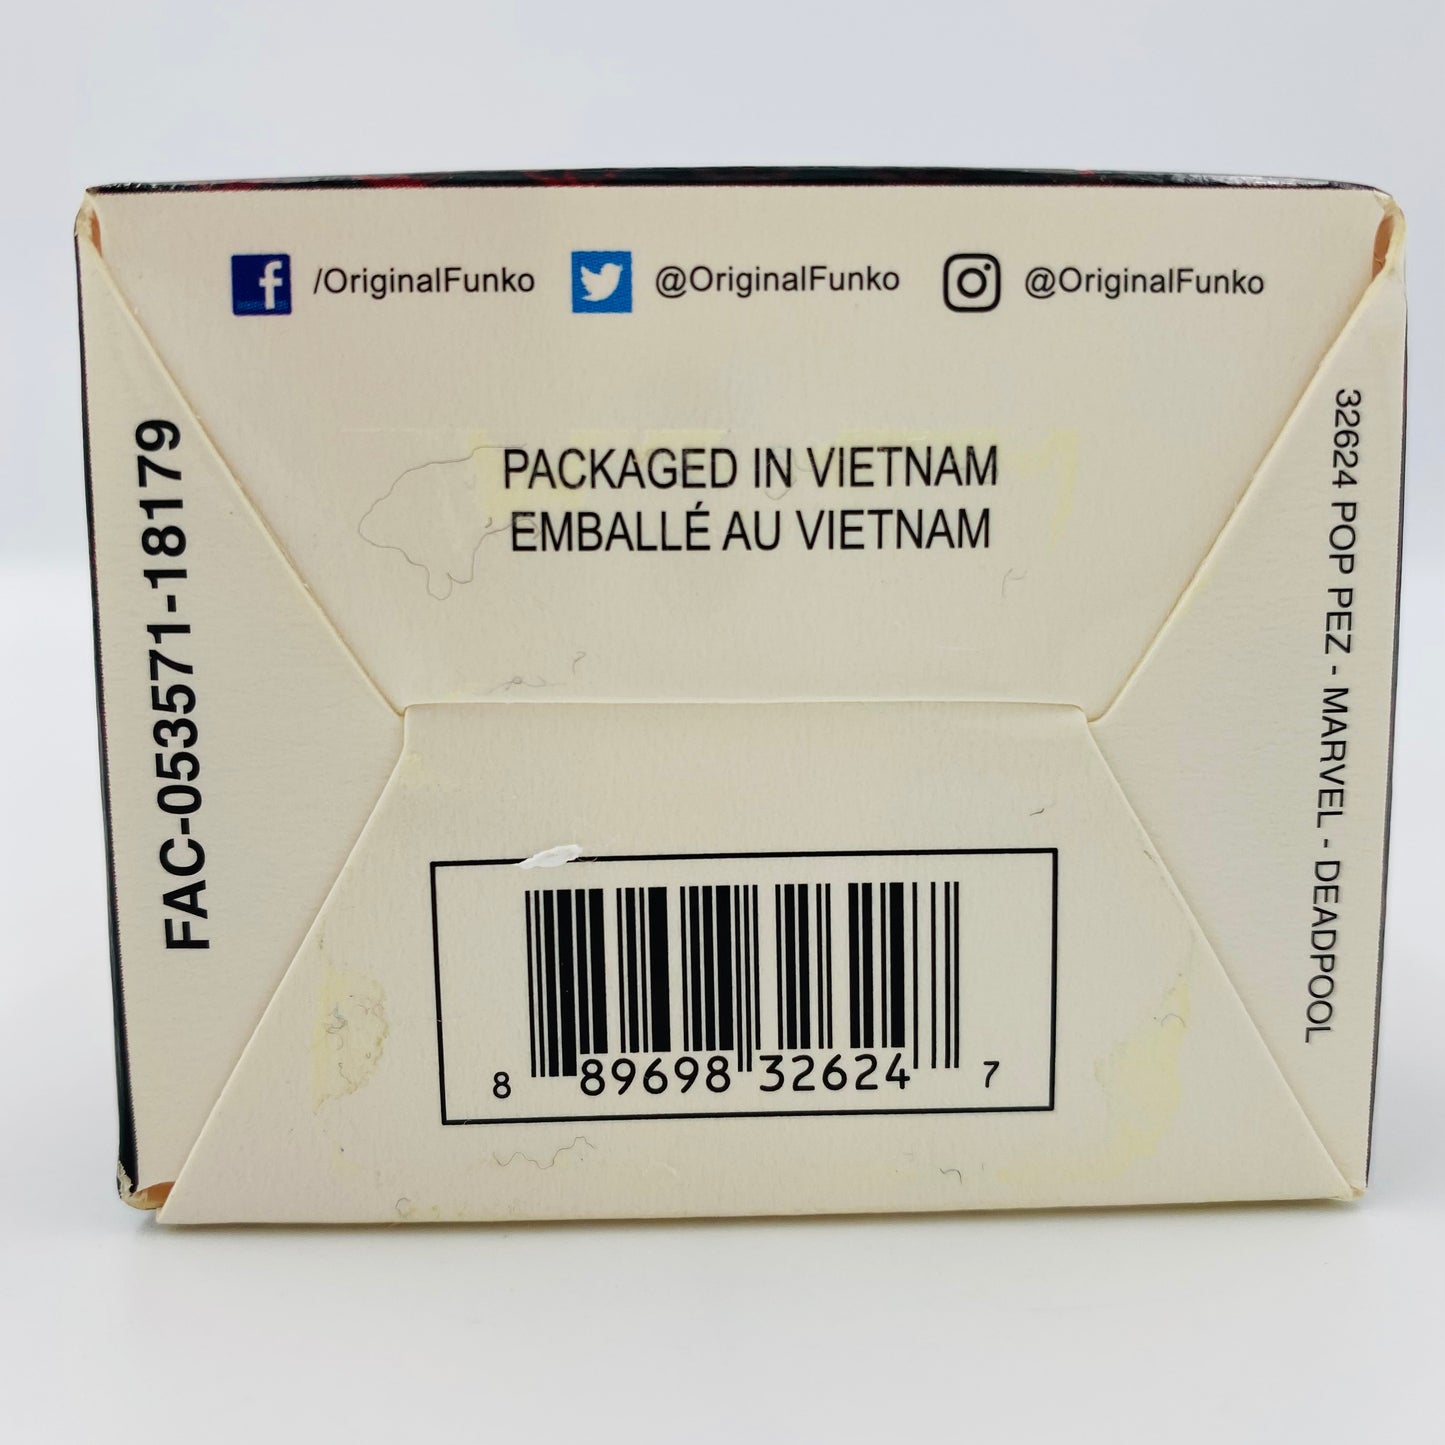 /OriginalFunko @OriginalFunko @OriginalFunko
PACKAGED IN VIETNAM
EMBALLÉ AU VIETNAM
FAC-053571-18179
32624 POP PEZ - MARVEL - DEADPOOL
8 89698 32624 7